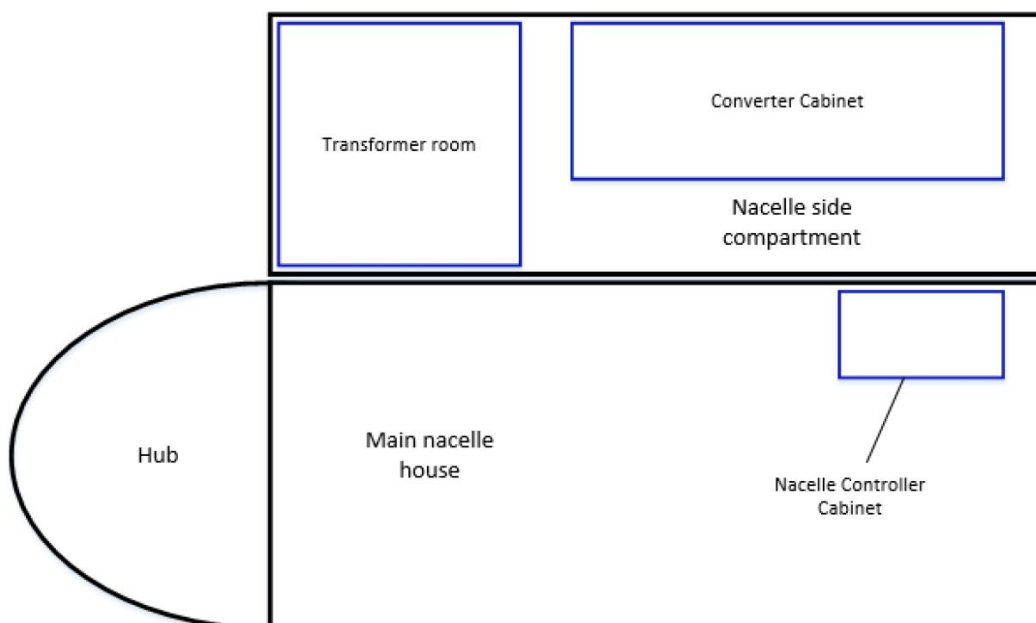 Transformer room
Converter Cabinet
Nacelle side
compartment
Hub
Main nacelle
house
Nacelle Controller
Cabinet